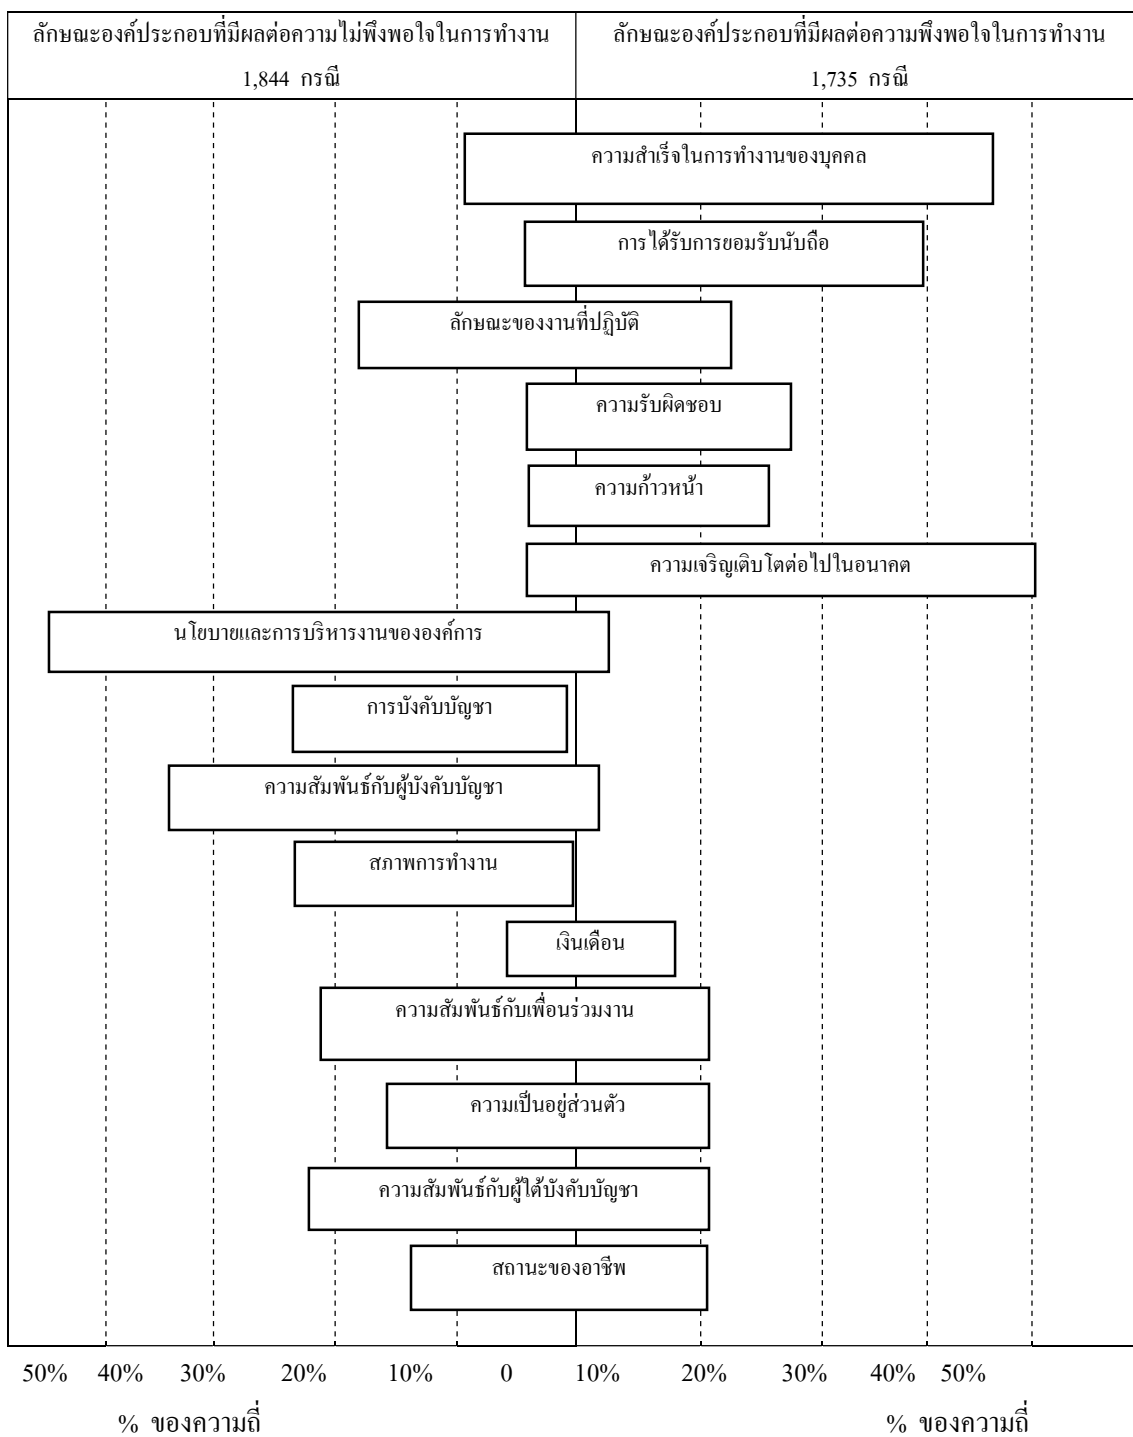 ลักษณะองค์ประกอบที่มีผลต่อความไม่พึงพอใจในการทำงาน
1,844 กรณี
ลักษณะองค์ประกอบที่มีผลต่อความพึงพอใจในการทำงาน
1,735 กรณี
ความสำเร็จในการทำงานของบุคคล
การได้รับการยอมรับนับถือ
ลักษณะของงานที่ปฏิบัติ
ความรับผิดชอบ
ความก้าวหน้า
ความเจริญเติบโตต่อไปในอนาคต
นโยบายและการบริหารงานขององค์การ
การบังคับบัญชา
ความสัมพันธ์กับผู้บังคับบัญชา
สภาพการทำงาน
เงินเดือน
ความสัมพันธ์กับเพื่อนร่วมงาน
ความเป็นอยู่ส่วนตัว
ความสัมพันธ์กับผู้ใต้บังคับบัญชา
สถานะของอาชีพ
50% 40% 30% 20% 10% 0 10% 20% 30% 40% 50%
% ของความถี่ % ของความถี่